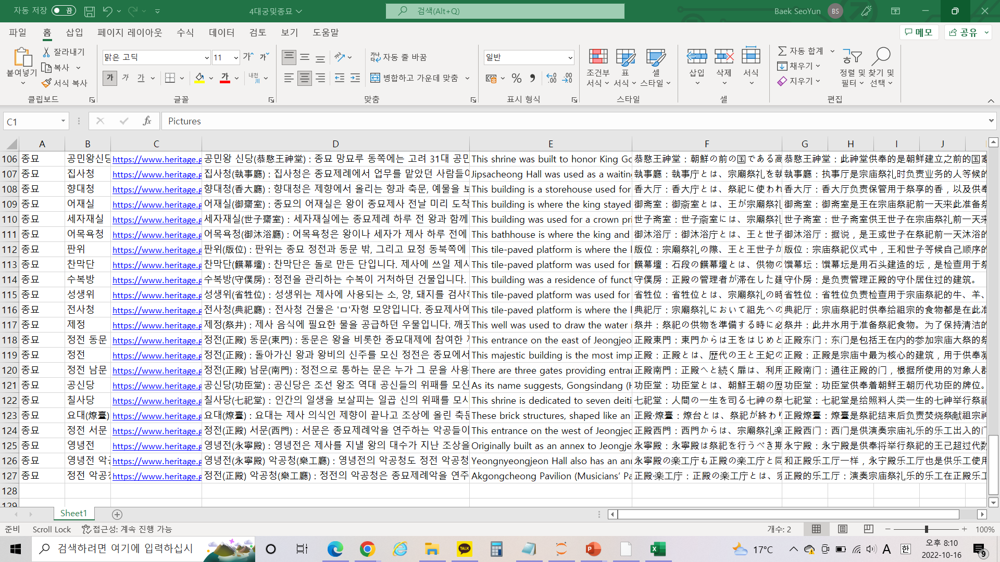 자동 저장 끔 4대궁및종묘 검색(Alt+Q) Baek SeoYun BS
파일 홈 삽입 페이지 레이아웃 수식 데이터 검토 보기 도움말 메모 공유
붙여넣기 잘라내기 복사 서식 복사 클립보드
맑은 고딕 11 가 가 가 가 가 가 내천 글꼴
가나다 자동 줄 바꿈 병합하고 가운데 맞춤 맞춤
일반 % 표시 형식
조건부 서식 표 서식 셀 스타일 스타일
삽입 삭제 서식 셀
자동 합계 채우기 지우기 정렬 및 필터 찾기 및 선택 편집
C1 fx Pictures
A B C D E F G H I J
106 종묘 공민왕신당 https://www.heritage.g 공민왕 신당(恭愍王神堂) : 종묘 망묘루 동쪽에는 고려 31대 공민 This shrine was built to honor King Go 恭愍王神堂：朝鮮の前の国である高 恭愍王神堂：此神堂供奉的是朝鲜建立之前的国家
107 종묘 집사청 https://www.heritage.g 집사청(執事廳) : 집사청은 종묘제례에서 업무를 맡았던 사람들이 Jipsacheong Hall was used as a waiting 執事廳：執事庁とは、宗廟祭礼を執 執事廳：执事厅是宗庙祭礼时负责业务的人等候的
108 종묘 향대청 https://www.heritage.g 향대청(香大廳) : 향대청은 제향에서 올리는 향과 축문, 예물을 보 This building is a storehouse used for 香大庁：香大庁とは、祭祀に使われ 香大厅：香大厅负责保管用于祭享的香，以及供奉
109 종묘 어재실 https://www.heritage.g 어재실(御齋室) : 종묘의 어재실은 왕이 종묘제사 전날 미리 도착 This building is where the king stayed 御斎室：御斎室とは、王が宗廟祭礼 御斋室：御斋室是王在宗庙祭祀前一天来此准备祭
110 종묘 세자재실 https://www.heritage.g 세자재실(世子齋室) : 세자재실에는 종묘제례 하루 전 왕과 함께 This building was used for a crown pri 世子斎室：世子斎室には、宗廟祭礼 世子斋室：世子斋室供王世子在宗庙祭礼前一天来
111 종묘 어목욕청 https://www.heritage.g 어목욕청(御沐浴廳) : 어목욕청은 왕이나 세자가 제사 하루 전에 This bathhouse is where the king and 御沐浴庁：御沐浴庁とは、王と世子 御沐浴厅：据说，是王或世子在祭祀前一天沐浴的
112 종묘 판위 https://www.heritage.g 판위(版位) : 판위는 종묘 정전과 동문 밖, 그리고 묘정 동북쪽에 This tile-paved platform is where the 版位：宗廟祭礼の際、王と王世子か 版位：宗庙祭祀仪式中，王和世子等候自己顺序的
113 종묘 찬막단 https://www.heritage.g 찬막단(饌幕壇) : 찬막단은 돌로 만든 단입니다. 제사에 쓰일 제사 This tile-paved platform was used for 饌幕壇：石段の饌幕壇とは、供物の 馔幕坛：馔幕坛是用石头建造的坛，是检查用于祭
114 종묘 수복방 https://www.heritage.g 수복방(守僕房) : 정전을 관리하는 수복이 거처하던 건물입니다. This building was a residence of funct 守僕房：正殿の管理者が滞在した建 守仆房：是负责管理正殿的守仆居住过的建筑。
115 종묘 성생위 https://www.heritage.g 성생위(省牲位) : 성생위는 제사에 사용되는 소, 양, 돼지를 검사하 This tile-paved platform was used for 省牲位：省牲位とは、宗廟祭礼の時 省牲位：省牲位负责检查用于宗庙祭祀的牛、羊、
116 종묘 전사청 https://www.heritage.g 전사청(典祀廳) : 전사청 건물은 'ㅁ'자형 모양입니다. 종묘제사에 This tile-paved platform is where the 典祀庁：宗廟祭礼において祖先への 典祀厅：宗庙祭祀时供奉给祖宗的食物都是在此准
117 종묘 제정 https://www.heritage.g 제정(祭井) : 제사 음식에 필요한 물을 공급하던 우물입니다. 깨끗 This well was used to draw the water 祭井：祭祀の供物を準備する時に必 祭井：此井水用于准备祭祀食物。为了保持清洁的
118 종묘 정전 동문 https://www.heritage.g 정전(正殿) 동문(東門) : 동문은 왕을 비롯한 종묘대제에 참여한 제 This entrance on the east of Jeongjeo 正殿東門：東門からは王をはじめと 正殿东门：东门是包括王在内的参加宗庙大祭的祭
119 종묘 정전 https://www.heritage.g 정전(正殿) : 돌아가신 왕과 왕비의 신주를 모신 정전은 종묘에서 This majestic building is the most imp 正殿：正殿とは、歴代の王と王妃の 正殿：正殿是宗庙中最为核心的建筑，用于供奉凝
120 종묘 정전 남문 https://www.heritage.g 정전(正殿) 남문(南門) : 정전으로 통하는 문은 누가 그 문을 사용 There are three gates providing entra 正殿南門：正殿へと続く扉は、利用 正殿南门：通往正殿的门，根据所使用的对象人群
121 종묘 공신당 https://www.heritage.g 공신당(功臣堂) : 공신당은 조선 왕조 역대 공신들의 위패를 모신 As its name suggests, Gongsindang (H 功臣堂：功臣堂とは、朝鮮王朝の歴 功臣堂：功臣堂供奉着朝鲜王朝历代功臣的牌位。
122 종묘 칠사당 https://www.heritage.g 칠사당(七祀堂) : 인간의 일생을 보살피는 일곱 신의 위패를 모시 This shrine is dedicated to seven deiti 七祀堂：人間の一生を司る七神の祭 七祀堂：七祀堂是给照料人类一生的七神举行祭祀
123 종묘 요대(燎臺) https://www.heritage.g 요대(燎臺) : 요대는 제사 의식인 제향이 끝나고 조상에 올린 축문 These brick structures, shaped like an 正殿·燎臺：燎台とは、祭祀が終わり 正殿燎臺：燎臺是祭祀结束后负责焚烧祭献祖宗神
124 종묘 정전 서문 https://www.heritage.g 정전(正殿) 서문(西門) : 서문은 종묘제례악을 연주하는 악공들이 This entrance on the west of Jeongjeo 正殿西門：西門からは、宗廟祭礼楽 正殿西门：西门是供演奏宗庙礼乐的乐工出入的门
125 종묘 영녕전 https://www.heritage.g 영녕전(永寧殿) : 영녕전은 제사를 지낼 왕의 대수가 지난 조상을 Originally built as an annex to Jeongje 永寧殿：永寧殿は祭祀を行うべき期 永宁殿：永宁殿是供奉将举行祭祀的王已超过代数
126 종묘 영녕전 악공 https://www.heritage.g 영녕전(永寧殿) 악공청(樂工廳) : 영녕전의 악공청도 정전 악공청 Yeongnyeongjeon Hall also has an ann 永寧殿の楽工庁も正殿の楽工庁と同 和正殿乐工厅一样，永宁殿乐工厅也是供乐工使用
127 종묘 정전 악공청 https://www.heritage.g 정전(正殿) 악공청(樂工廳) : 정전의 악공청은 종묘제례악을 연주 Akgongcheong Pavilion (Musicians’ Pa 正殿·楽工庁：正殿の楽工庁とは、宗 正殿的乐工厅：演奏宗庙祭礼乐的乐工在正殿乐工
128
129
Sheet1
준비 Scroll Lock 접근성: 계속 진행 가능 개수: 2 100%
검색하려면 여기에 입력하십시 TALK 17°C A 한 오후 8:10
2022-10-16 9